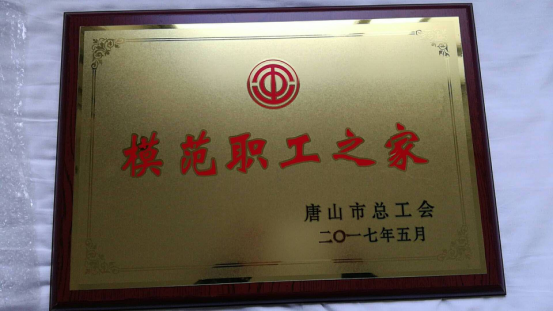 模范职工之家
唐山市总工会
二〇一七年五月